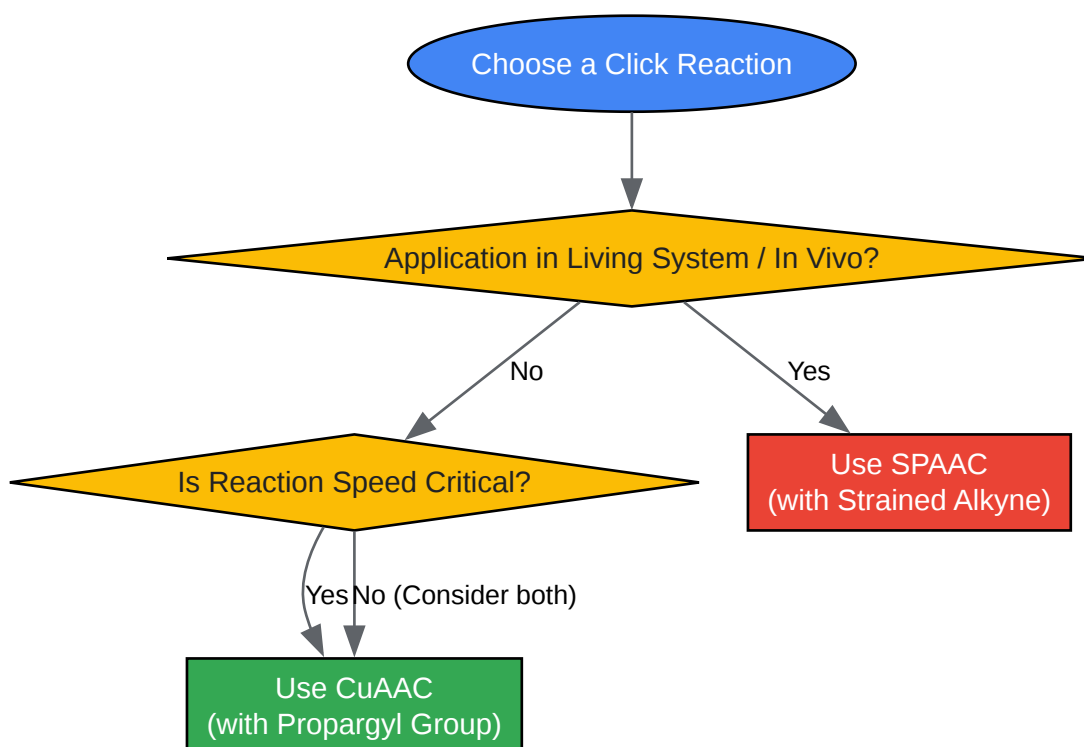 Choose a Click Reaction
Application in Living System / In Vivo?
No
Yes
Is Reaction Speed Critical?
Use SPAAC
(with Strained Alkyne)
Yes
No (Consider both)
Use CuAAC
(with Propargyl Group)